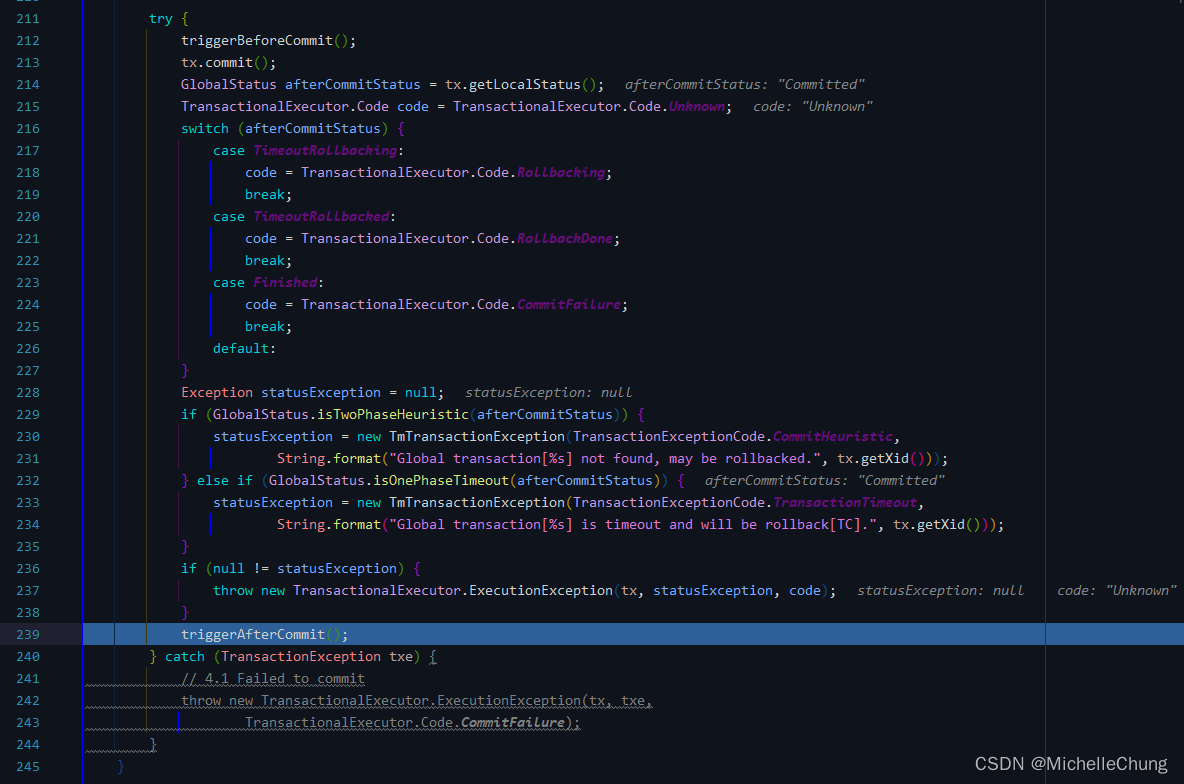 211 try {
212 triggerBeforeCommit();
213 tx.commit();
214 GlobalStatus afterCommitStatus = tx.getLocalStatus(); afterCommitStatus: "Committed"
215 TransactionalExecutor.Code code = TransactionalExecutor.Code.Unknown; code: "Unknown"
216 switch (afterCommitStatus) {
217 case TimeoutRollbacking:
218 code = TransactionalExecutor.Code.Rollbacking;
219 break;
220 case TimeoutRollbacked:
221 code = TransactionalExecutor.Code.RollbackDone;
222 break;
223 case Finished:
224 code = TransactionalExecutor.Code.CommitFailure;
225 break;
226 default:
227 }
228 Exception statusException = null; statusException: null
229 if (GlobalStatus.isTwoPhaseHeuristic(afterCommitStatus)) {
230 statusException = new TmTransactionException(TransactionExceptionCode.CommitHeuristic,
231 String.format("Global transaction[%s] not found, may be rollbacked.", tx.getXid()));
232 } else if (GlobalStatus.isOnePhaseTimeout(afterCommitStatus)) { afterCommitStatus: "Committed"
233 statusException = new TmTransactionException(TransactionExceptionCode.TransactionTimeout,
234 String.format("Global transaction[%s] is timeout and will be rollback[TC].", tx.getXid()));
235 }
236 if (null != statusException) {
237 throw new TransactionalExecutor.ExecutionException(tx, statusException, code); statusException: null code: "Unknown"
238 }
239 triggerAfterCommit();
240 } catch (TransactionException txe) {
241 // 4.1 Failed to commit
242 throw new TransactionalExecutor.ExecutionException(tx, txe,
243 TransactionalExecutor.Code.CommitFailure);
244 }
245 }
CSDN @MichelleChung